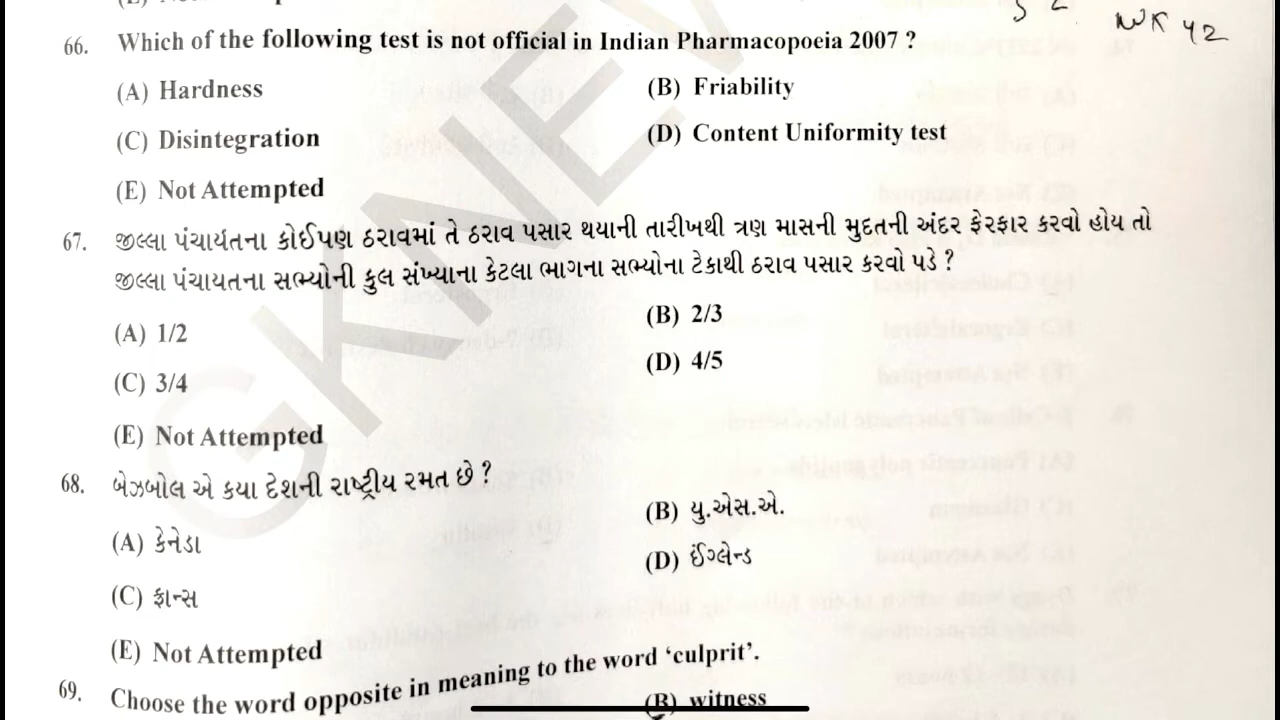 NK 42
66. Which of the following test is not official in Indian Pharmacopoeia 2007 ?
(A) Hardness
(B) Friability
(C) Disintegration
(D) Content Uniformity test
(E) Not Attempted
67. જીલ્લા પંચાયતના કોઈપણ ઠરાવમાં તે ઠરાવ પસાર થયાની તારીખથી ત્રણ માસની મુદતની અંદર ફેરફાર કરવો હોય તો
જીલ્લા પંચાયતના સભ્યોની કુલ સંખ્યાના કેટલા ભાગના સભ્યોના ટેકાથી ઠરાવ પસાર કરવો પડે ?
(A) 1/2
(B) 2/3
(C) 3/4
(D) 4/5
(E) Not Attempted
68. બેઝબોલ એ કયા દેશની રાષ્ટ્રીય રમત છે ?
(A) કેનેડા
(B) યુ.એસ.એ.
(C) ફ્રાન્સ
(D) ઈંગ્લેન્ડ
(E) Not Attempted
69. Choose the word opposite in meaning to the word ‘culprit’.
(B) witness
GKNEW